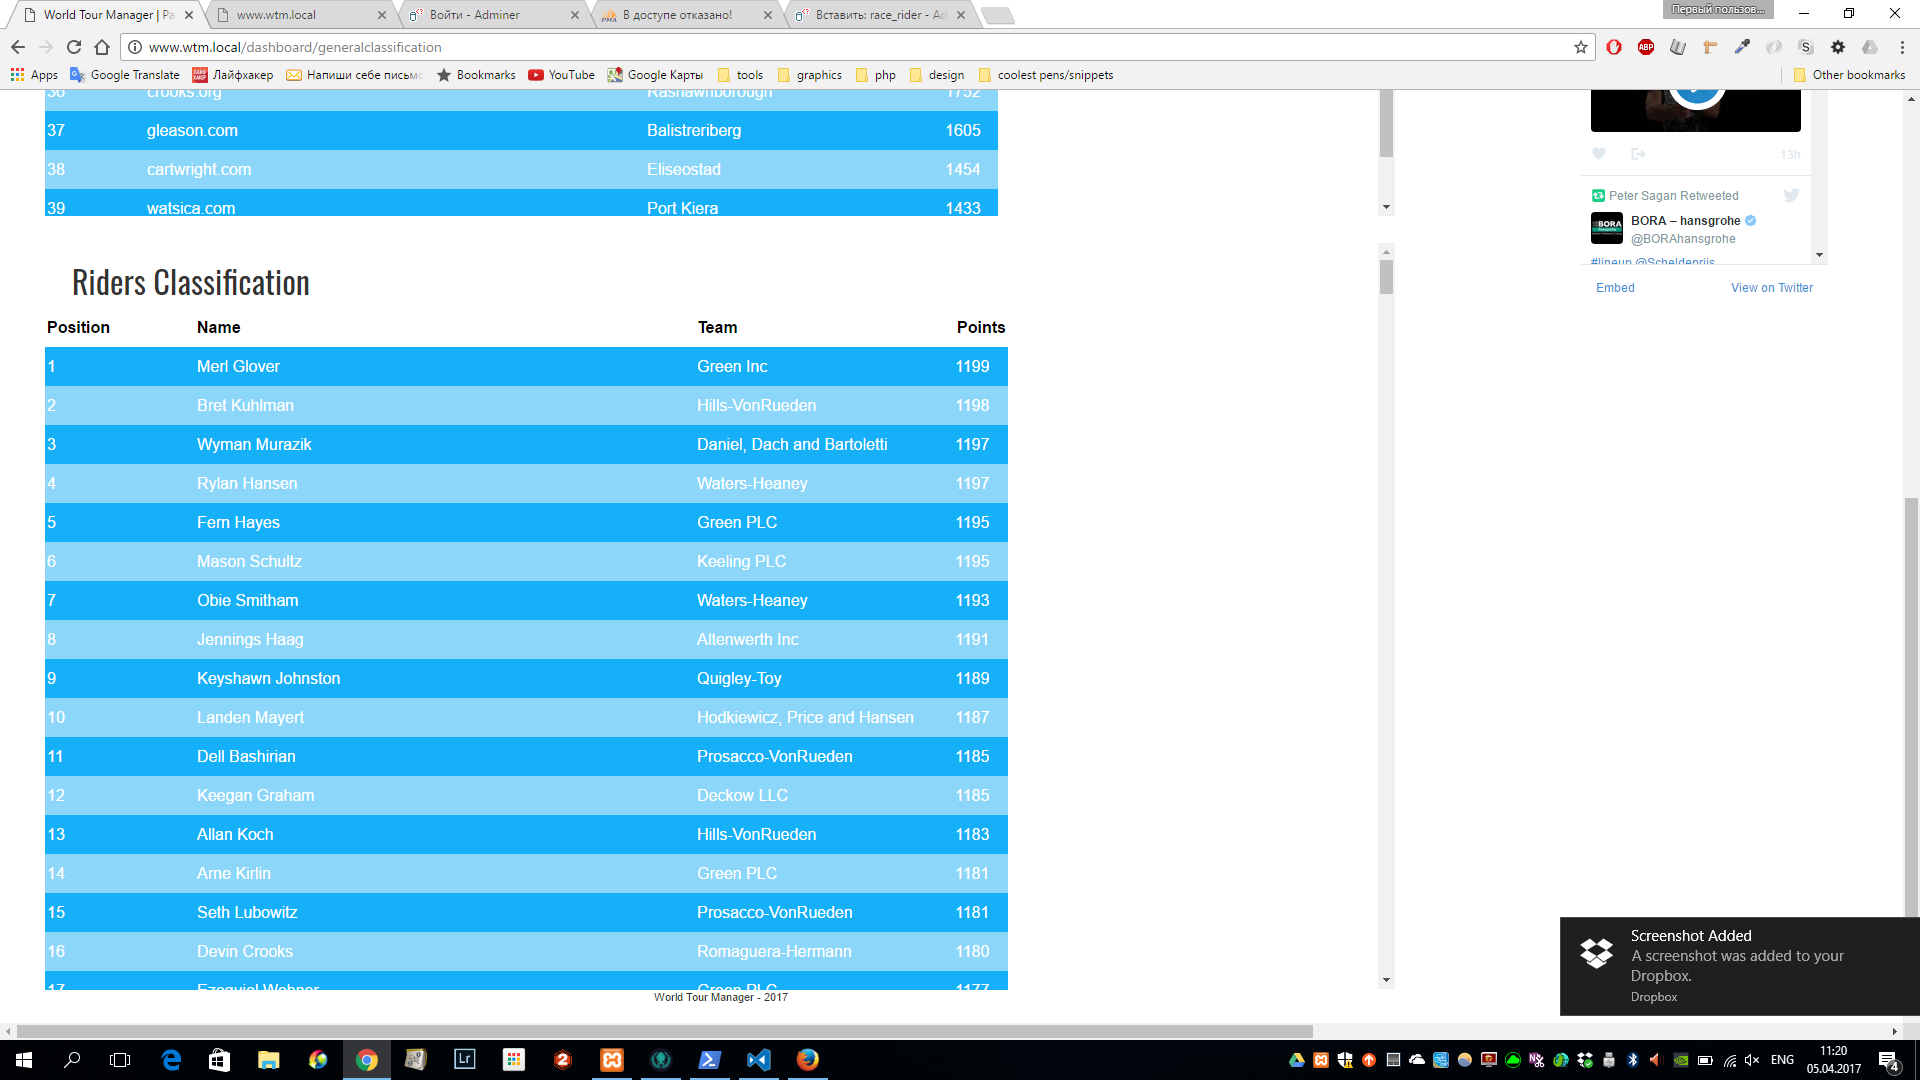 World Tour Manager | Pa
www.wtm.local
Войти - Adminer
В доступе отказано!
Вставить: race_rider - Ad
Первый пользов...
www.wtm.local/dashboard/generalclassification
Apps
Google Translate
Лайфхакер
Напиши себе письмо
Bookmarks
YouTube
Google Карты
tools
graphics
php
design
coolest pens/snippets
Other bookmarks
36 crooks.org Rashawnborough 1752
37 gleason.com Balistreriberg 1605
38 cartwright.com Eliseostad 1454
39 watsica.com Port Kiera 1433
Riders Classification
Position Name Team Points
1 Merl Glover Green Inc 1199
2 Bret Kuhlman Hills-VonRueden 1198
3 Wyman Murazik Daniel, Dach and Bartoletti 1197
4 Rylan Hansen Waters-Heaney 1197
5 Fern Hayes Green PLC 1195
6 Mason Schultz Keeling PLC 1195
7 Obie Smitham Waters-Heaney 1193
8 Jennings Haag Altenwerth Inc 1191
9 Keyshawn Johnston Quigley-Toy 1189
10 Landen Mayert Hodkiewicz, Price and Hansen 1187
11 Dell Bashirian Prosacco-VonRueden 1185
12 Keegan Graham Deckow LLC 1185
13 Allan Koch Hills-VonRueden 1183
14 Arne Kirlin Green PLC 1181
15 Seth Lubowitz Prosacco-VonRueden 1181
16 Devin Crooks Romaguera-Hermann 1180
17 Ezequiel Green PLC 1177
World Tour Manager - 2017
13h
Peter Sagan Retweeted
BORA – hansgrohe
@BORAhansgrohe
#lineup @Scheldeprijs
Embed
View on Twitter
Screenshot Added
A screenshot was added to your
Dropbox.
Dropbox
ENG
11:20
05.04.2017
4